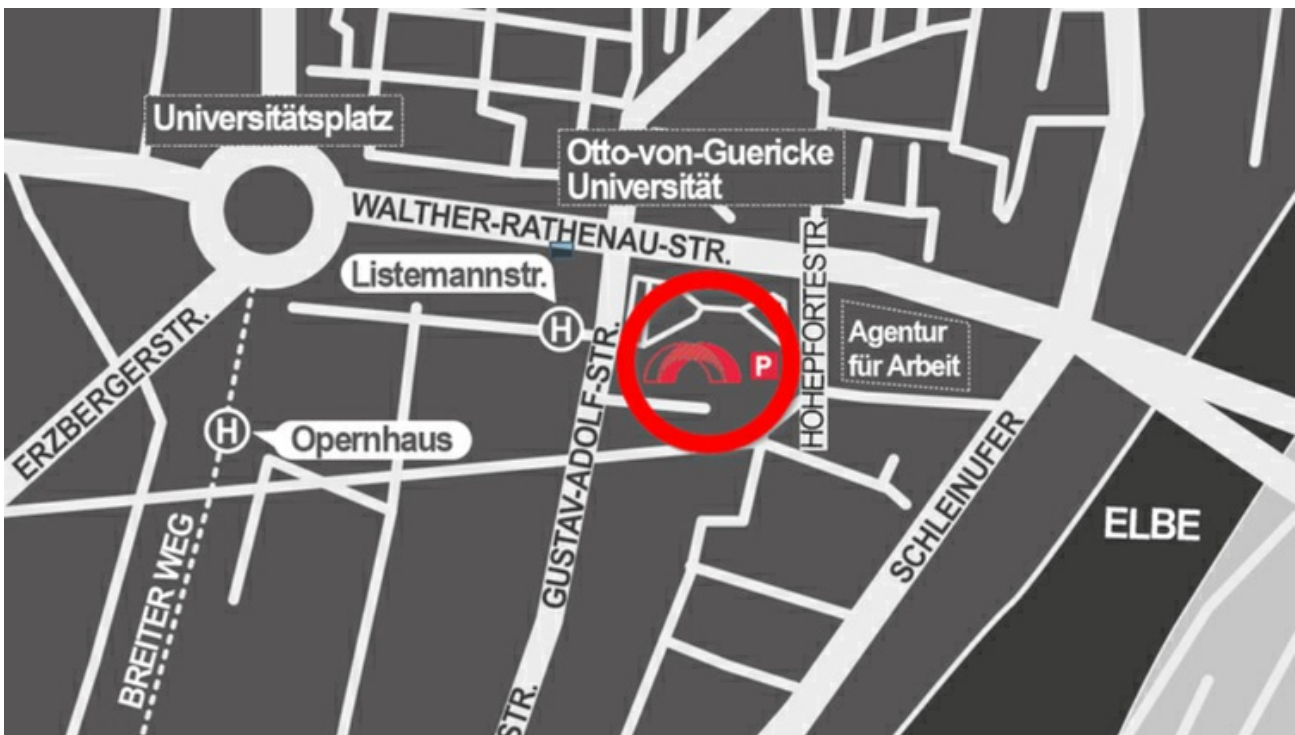 Universitätsplatz
Otto-von-Guericke
Universität
WALTHER-RATHENAU-STR.
Listemannstr.
H
HOHEPFORTESTR.
Agentur
für Arbeit
P
ERZBERGERSTR.
GUSTAV-ADOLF-STR.
H
Opernhaus
SCHLEINUFER
ELBE
BREITER WEG
STR.